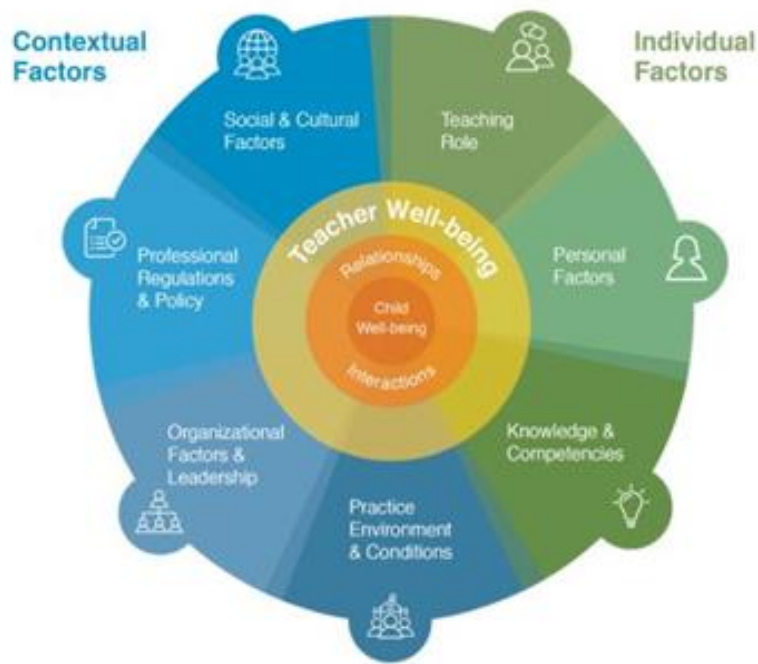 Contextual
Factors
Individual
Factors
Social & Cultural
Factors
Teaching
Role
Professional
Regulations
& Policy
Personal
Factors
Organizational
Factors &
Leadership
Knowledge &
Competencies
Practice
Environment
& Conditions
Teacher Well-being
Relationships
Child
Well-being
Interactions